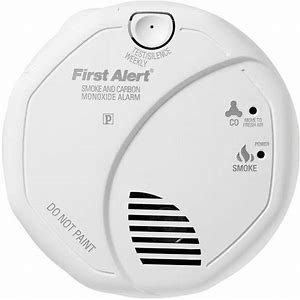 TEST/SILENCE
WEEKLY
First Alert®
SMOKE AND CARBON
MONOXIDE ALARM
P
CO
MOVE TO
FRESH AIR
POWER
SMOKE
DO NOT PAINT